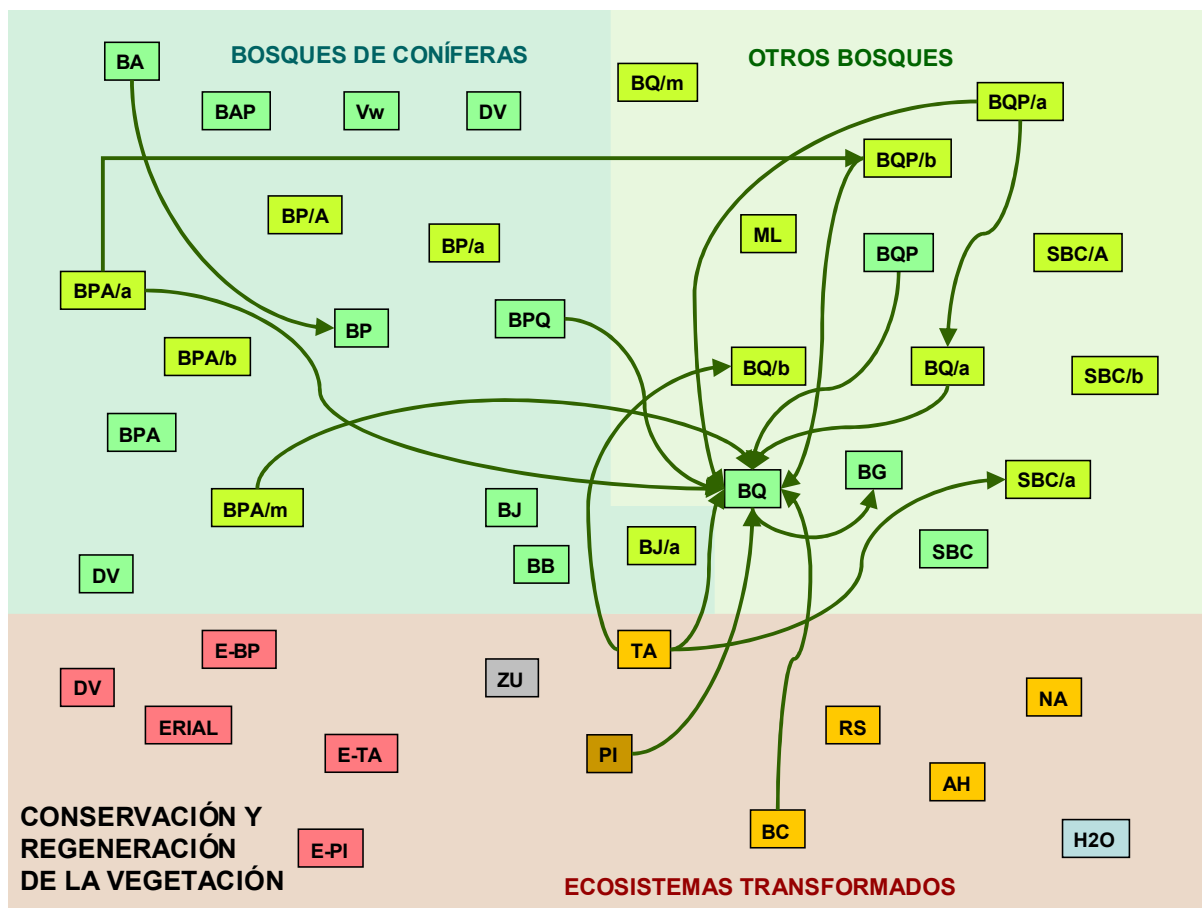 BOSQUES DE CONÍFERAS
OTROS BOSQUES
BA
BQ/m
BAP
Vw
DV
BQP/a
BQP/b
BP/A
BP/a
ML
BQP
SBC/A
BPA/a
BP
BPQ
BPA/b
BQ/b
BQ/a
SBC/b
BPA
BPA/m
BJ
BQ
BG
SBC/a
DV
BB
BJ/a
SBC
E-BP
TA
DV
ZU
NA
ERIAL
E-TA
PI
RS
AH
CONSERVACIÓN Y
REGENERACIÓN
DE LA VEGETACIÓN
E-PI
BC
H2O
ECOSISTEMAS TRANSFORMADOS